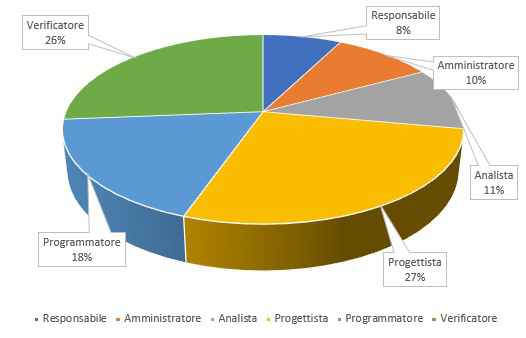 Responsabile
8%
Verificatore
26%
Amministratore
10%
Analista
11%
Programmatore
18%
Progettista
27%
Responsabile Amministratore Analista Progettista Programmatore Verificatore